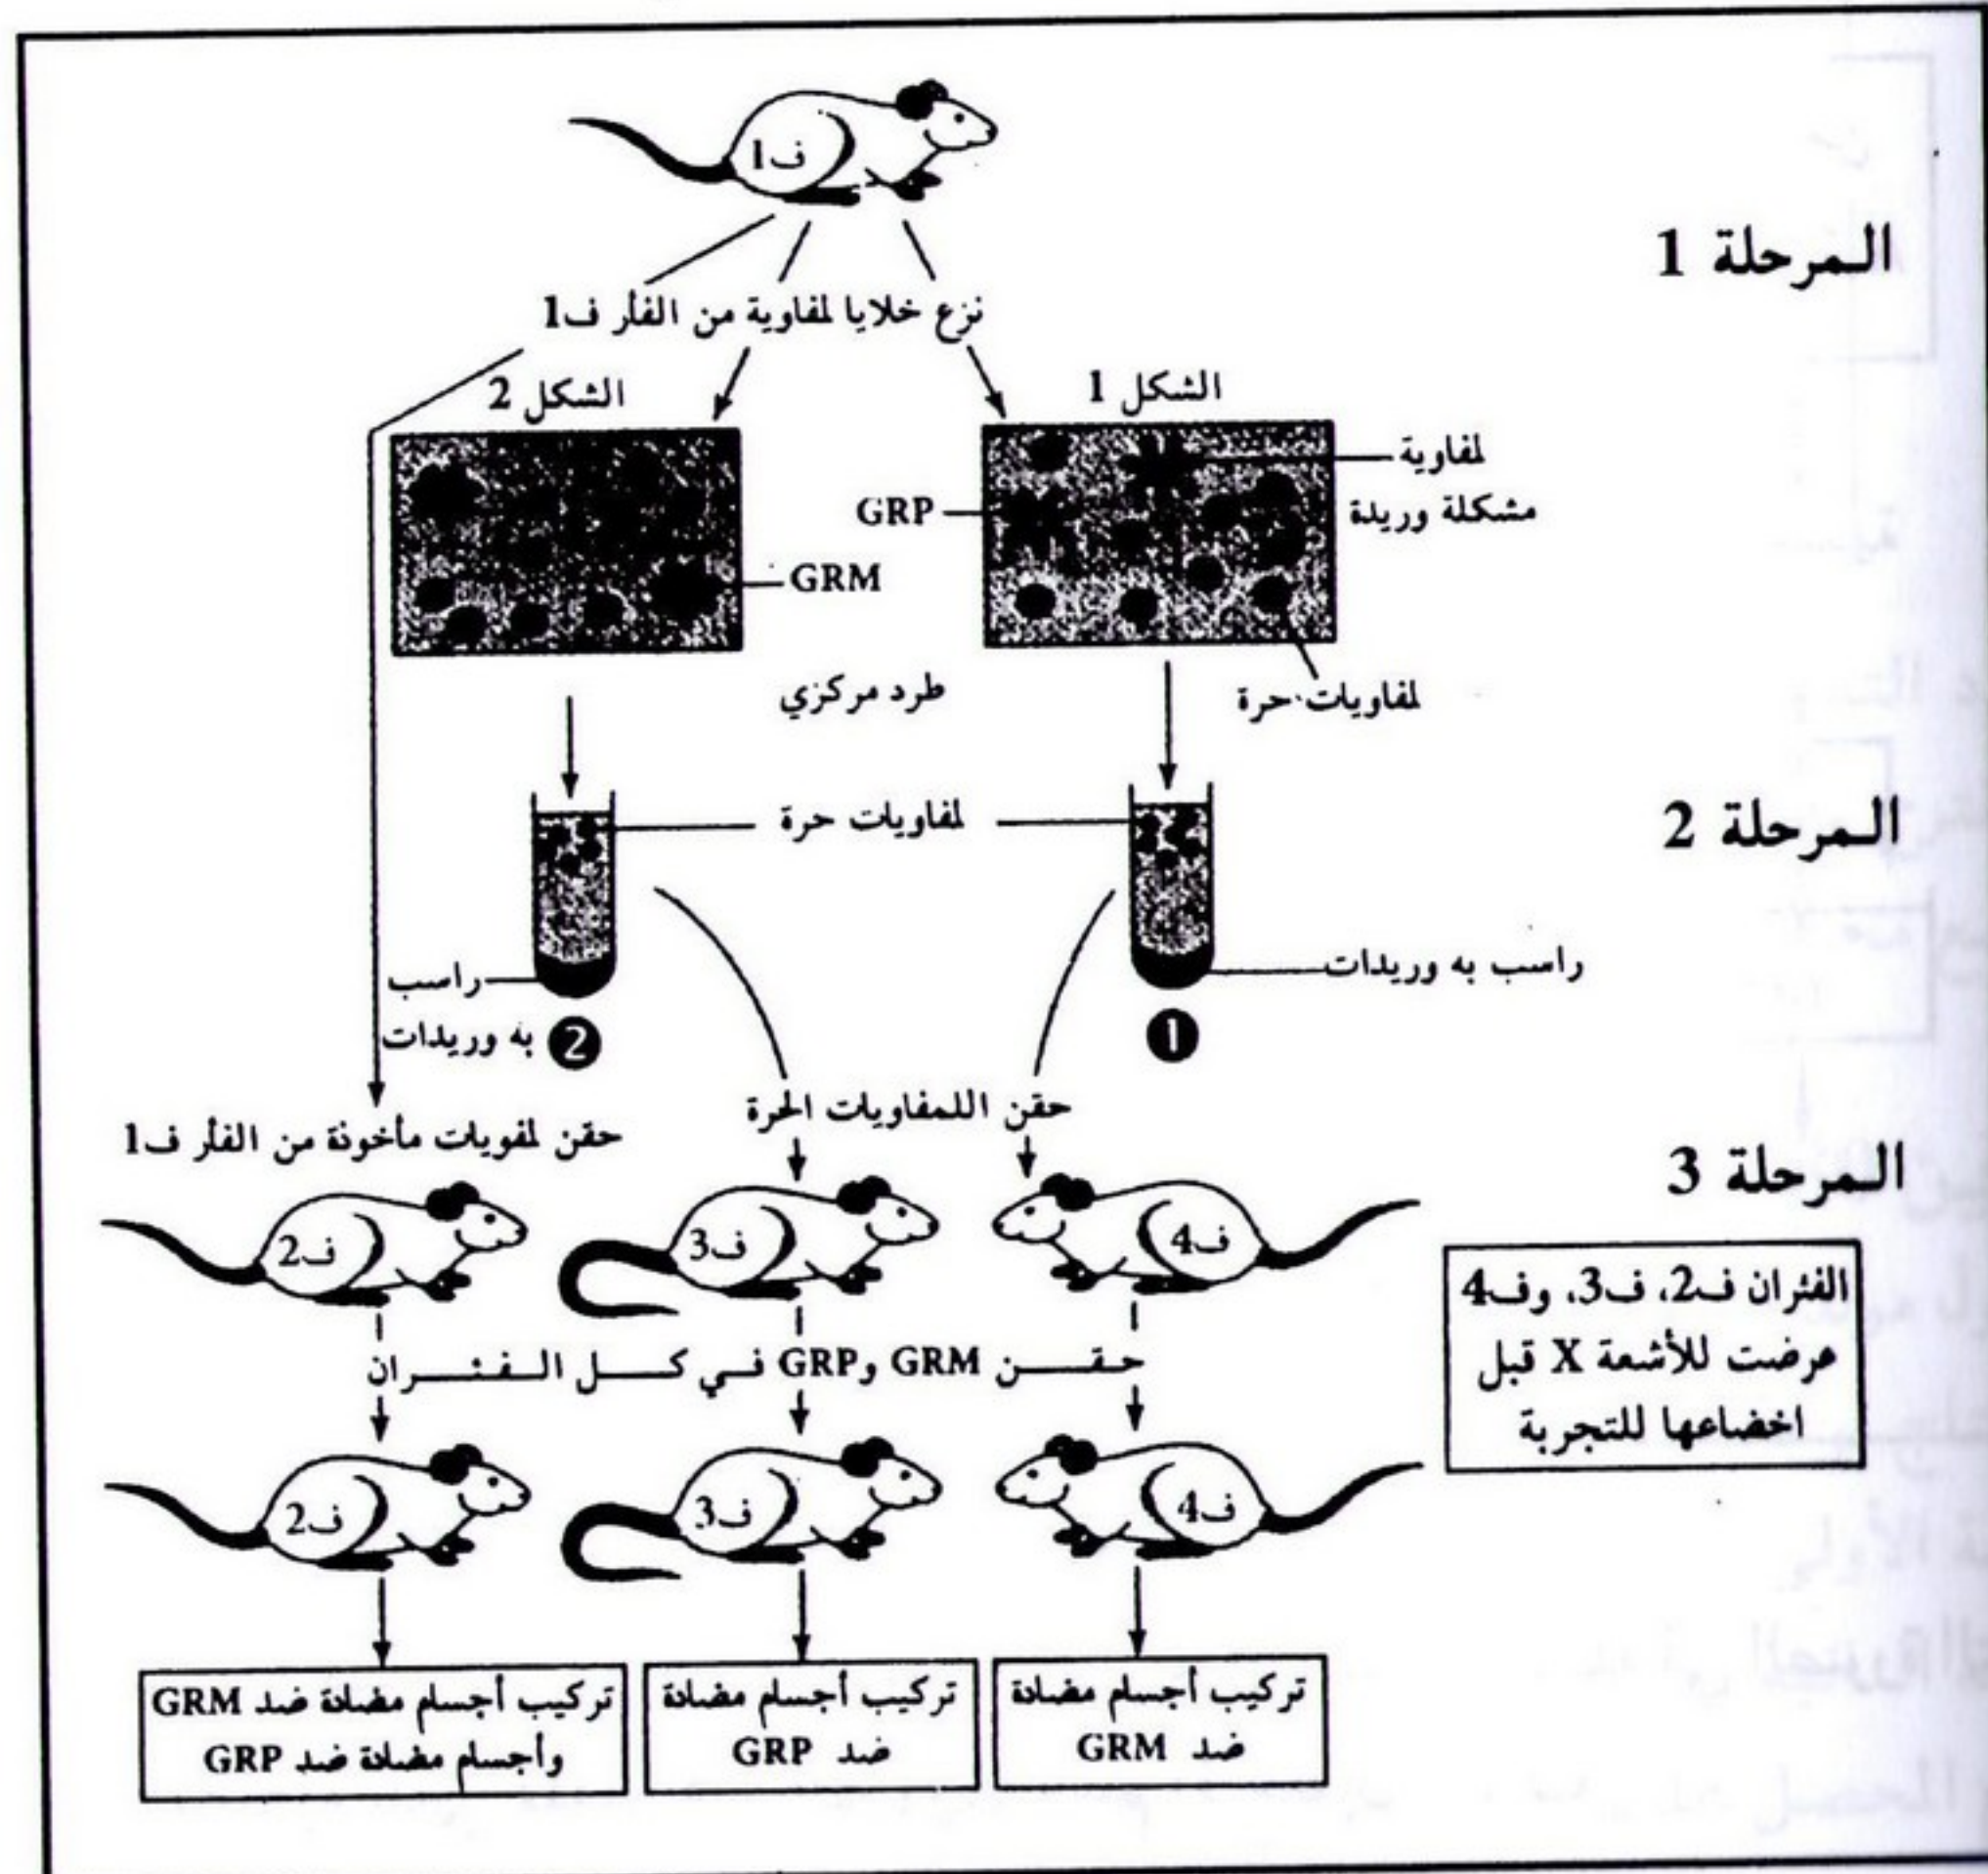 ف1
المرحلة 1
نزع خلايا لمفاوية من الفأر ف1
الشكل 1
الشكل 2
لمفاوية
مشكلة وريدة
GRP
GRM
لمفاويات حرة
طرد مركزي
المرحلة 2
لمفاويات حرة
راسب به وريدات
راسب
به وريدات
1
2
حقن اللمفاويات الحرة
حقن لمفويات مأخوذة من الفأر ف1
المرحلة 3
ف4
ف3
ف2
الفئران ف2، ف3، وف4
عرضت للأشعة X قبل
اخضاعها للتجربة
حقن GRM وGRP في كل الفئران
ف4
ف3
ف2
تركيب أجسام مضادة
ضد GRM
تركيب أجسام مضادة
ضد GRP
تركيب أجسام مضادة ضد GRM
وأجسام مضادة ضد GRP